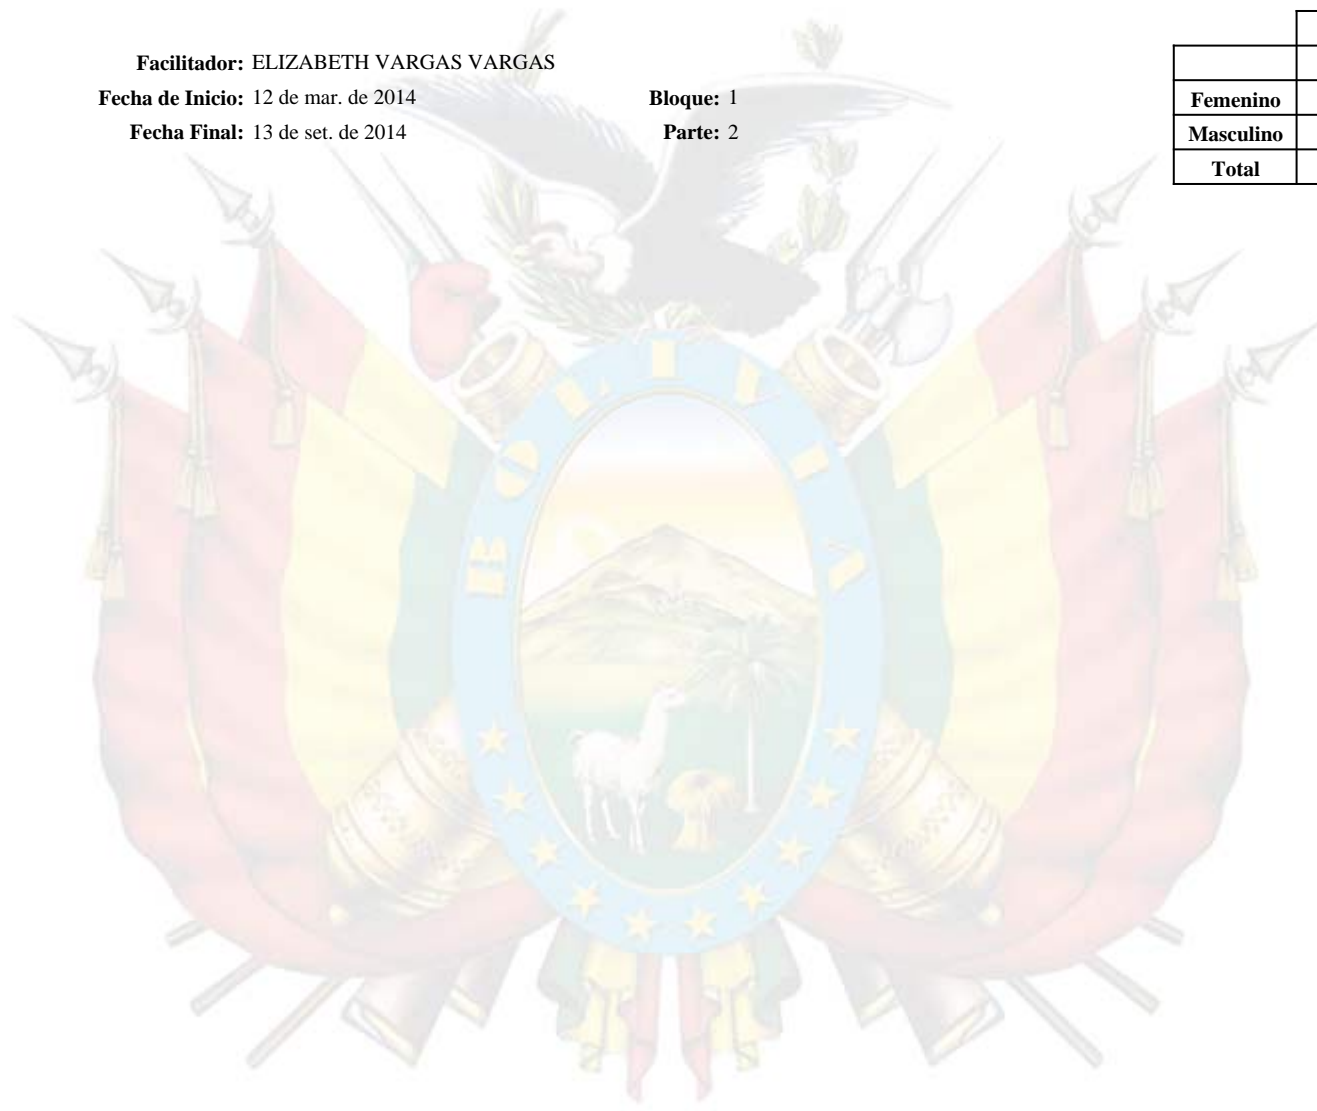 Facilitador: ELIZABETH VARGAS VARGAS
Fecha de Inicio: 12 de mar. de 2014 Bloque: 1
Fecha Final: 13 de set. de 2014 Parte: 2
Femenino
Masculino
Total
BOLIVIA